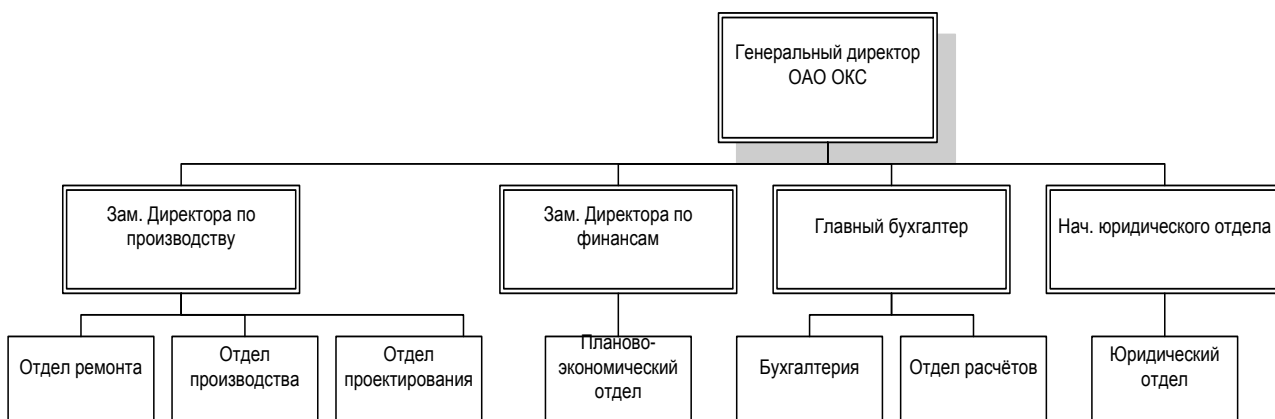 Генеральный директор
ОАО ОКС
Зам. Директора по
производству
Зам. Директора по
финансам
Главный бухгалтер
Нач. юридического отдела
Отдел ремонта
Отдел
производства
Отдел
проектирования
Планово-
экономический
отдел
Бухгалтерия
Отдел расчётов
Юридический
отдел